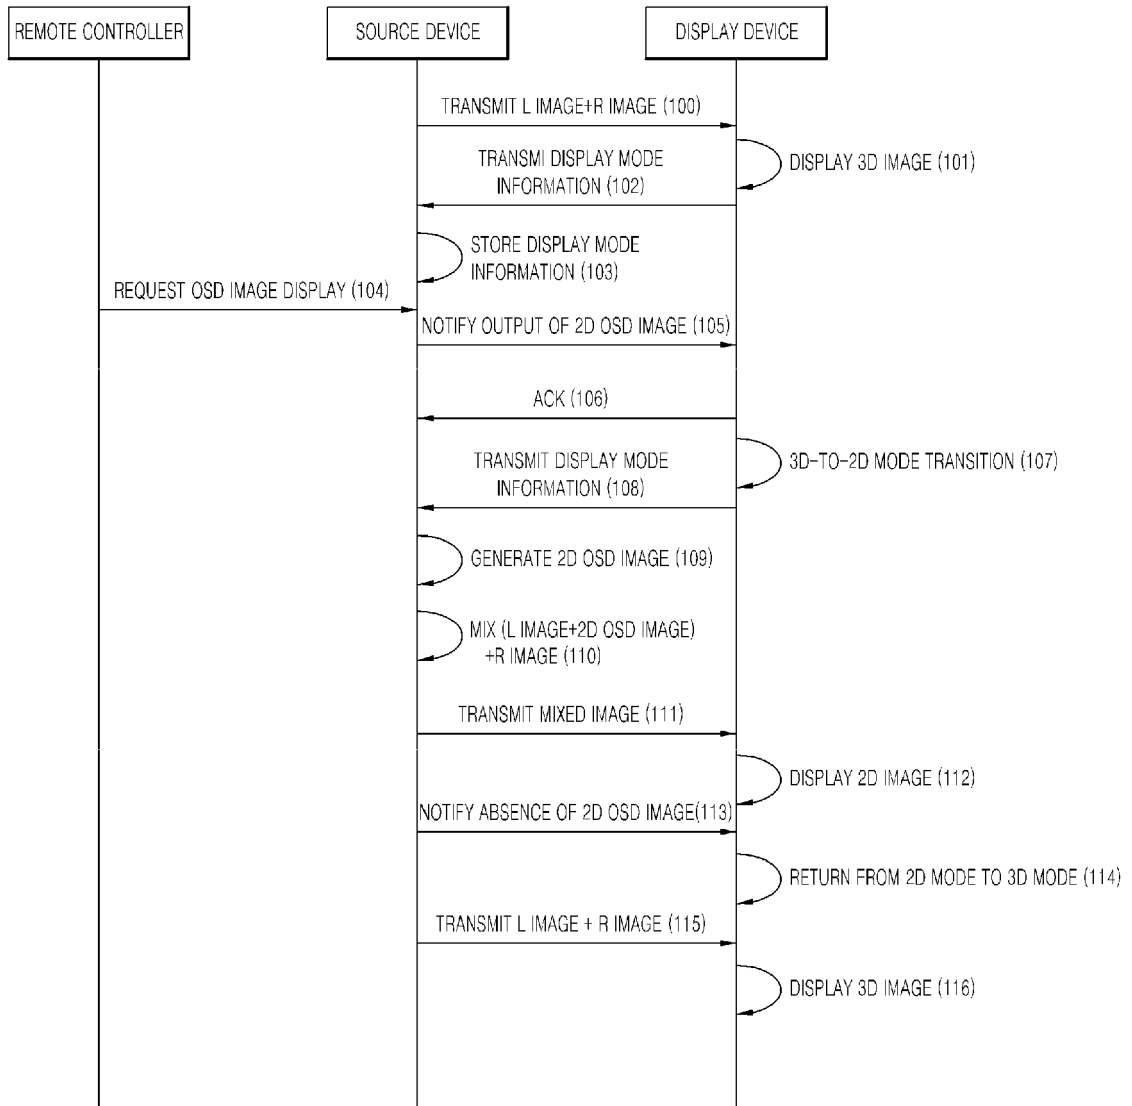 REMOTE CONTROLLER
SOURCE DEVICE
DISPLAY DEVICE
TRANSMIT L IMAGE+R IMAGE (100)
DISPLAY 3D IMAGE (101)
TRANSMI DISPLAY MODE
INFORMATION (102)
STORE DISPLAY MODE
INFORMATION (103)
REQUEST OSD IMAGE DISPLAY (104)
NOTIFY OUTPUT OF 2D OSD IMAGE (105)
ACK (106)
3D-TO-2D MODE TRANSITION (107)
TRANSMIT DISPLAY MODE
INFORMATION (108)
GENERATE 2D OSD IMAGE (109)
MIX (L IMAGE+2D OSD IMAGE)
+R IMAGE (110)
TRANSMIT MIXED IMAGE (111)
DISPLAY 2D IMAGE (112)
NOTIFY ABSENCE OF 2D OSD IMAGE(113)
RETURN FROM 2D MODE TO 3D MODE (114)
TRANSMIT L IMAGE + R IMAGE (115)
DISPLAY 3D IMAGE (116)